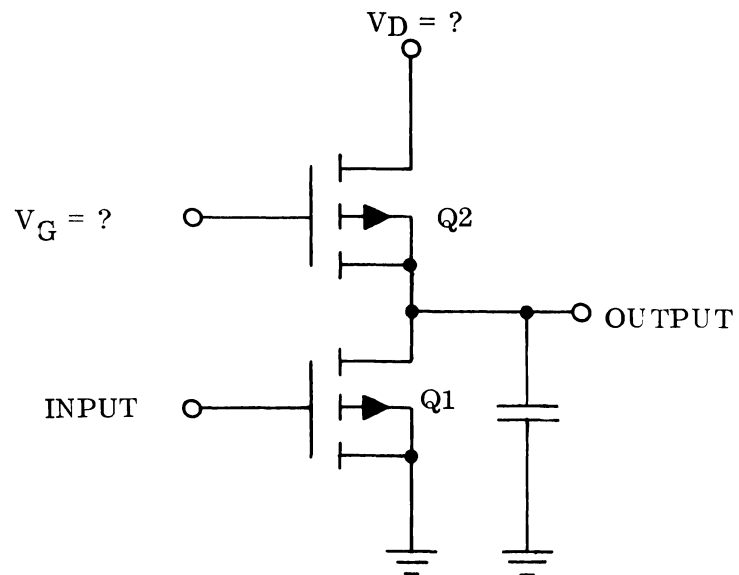 VD = ?
VG = ?
Q2
OUTPUT
INPUT
Q1